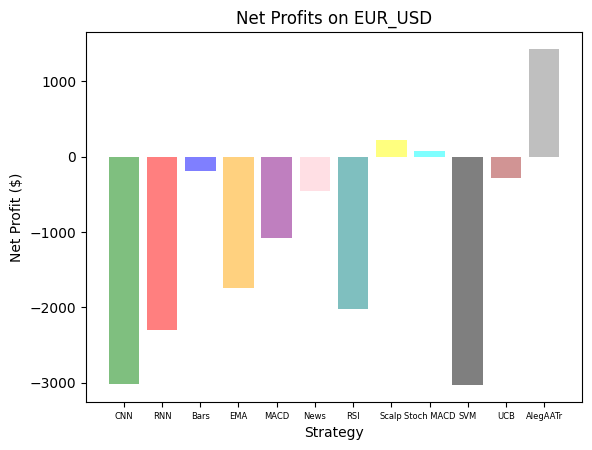 Net Profits on EUR_USD
Net Profit ($)
1000
0
−1000
−2000
−3000
CNN RNN Bars EMA MACD News RSI Scalp Stoch MACD SVM UCB AlegAATr
Strategy